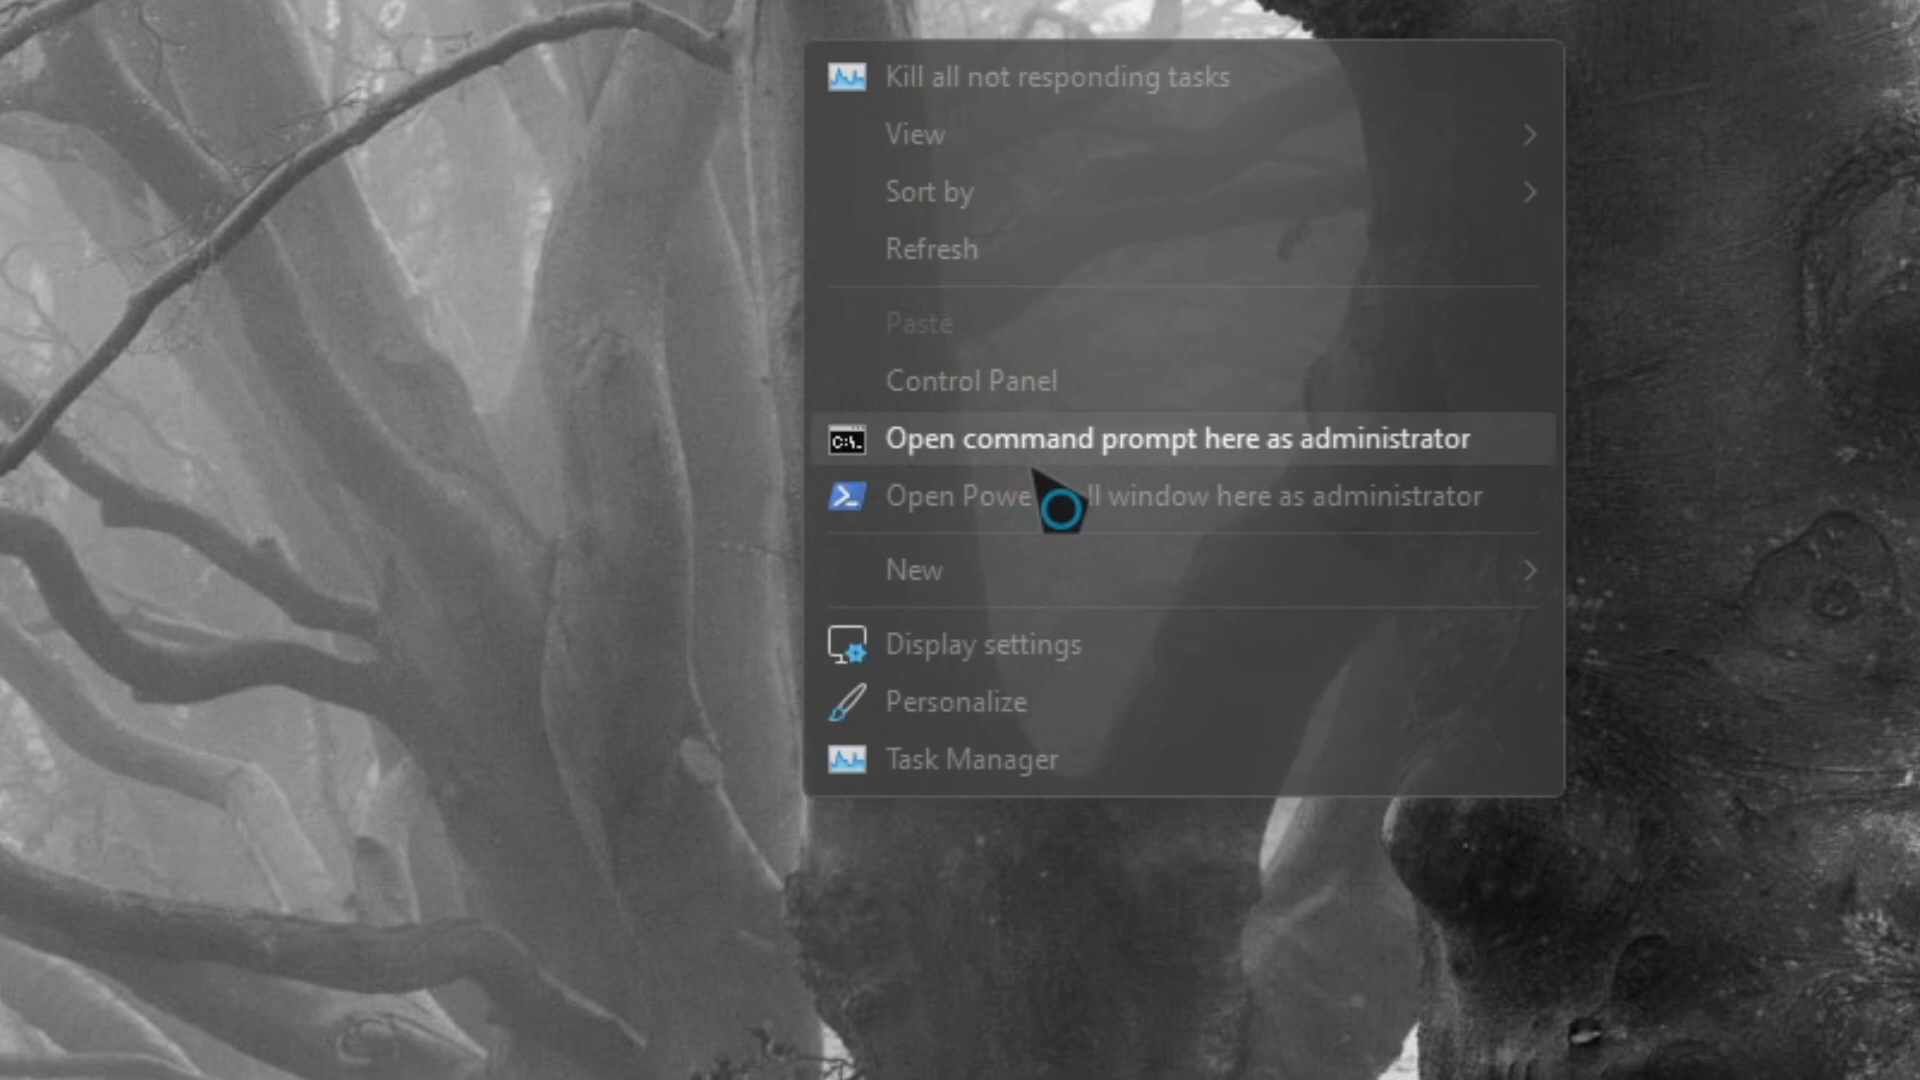 Kill all not responding tasks
View
Sort by
Refresh
Paste
Control Panel
C:\.
Open command prompt here as administrator
Open Powe ll window here as administrator
New
Display settings
Personalize
Task Manager